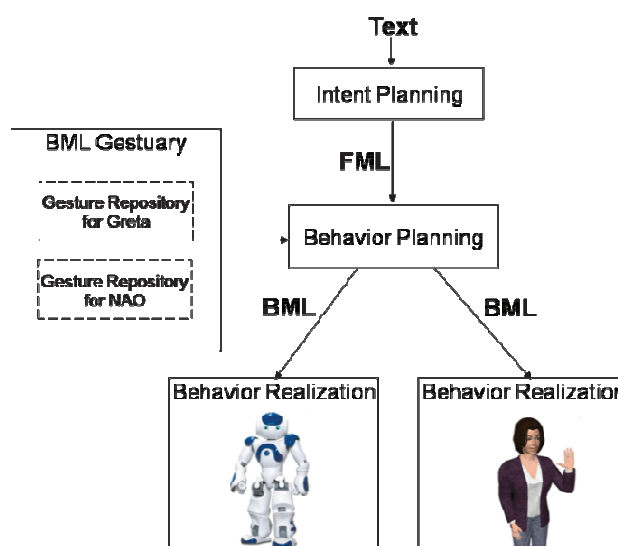 Text
Intent Planning
BML Gestuary
FML
Gesture Repository
for Greta
Behavior Planning
Gesture Repository
for NAO
BML
BML
Behavior Realization
Behavior Realization